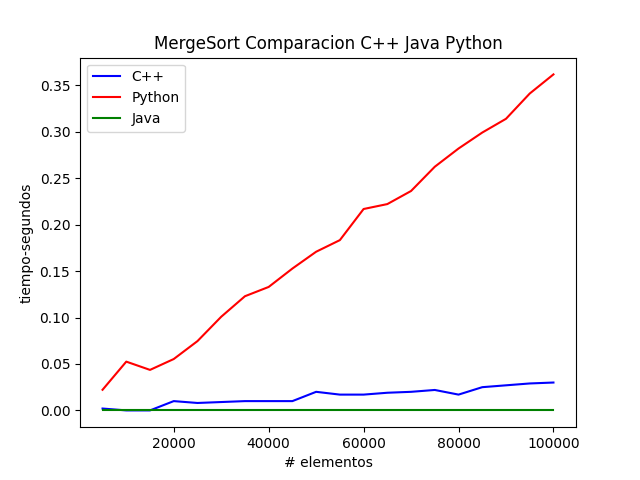 MergeSort Comparacion C++ Java Python
C++
Python
Java
0.35
0.30
0.25
0.20
0.15
0.10
0.05
0.00
tiempo-segundos
20000
40000
60000
80000
100000
# elementos